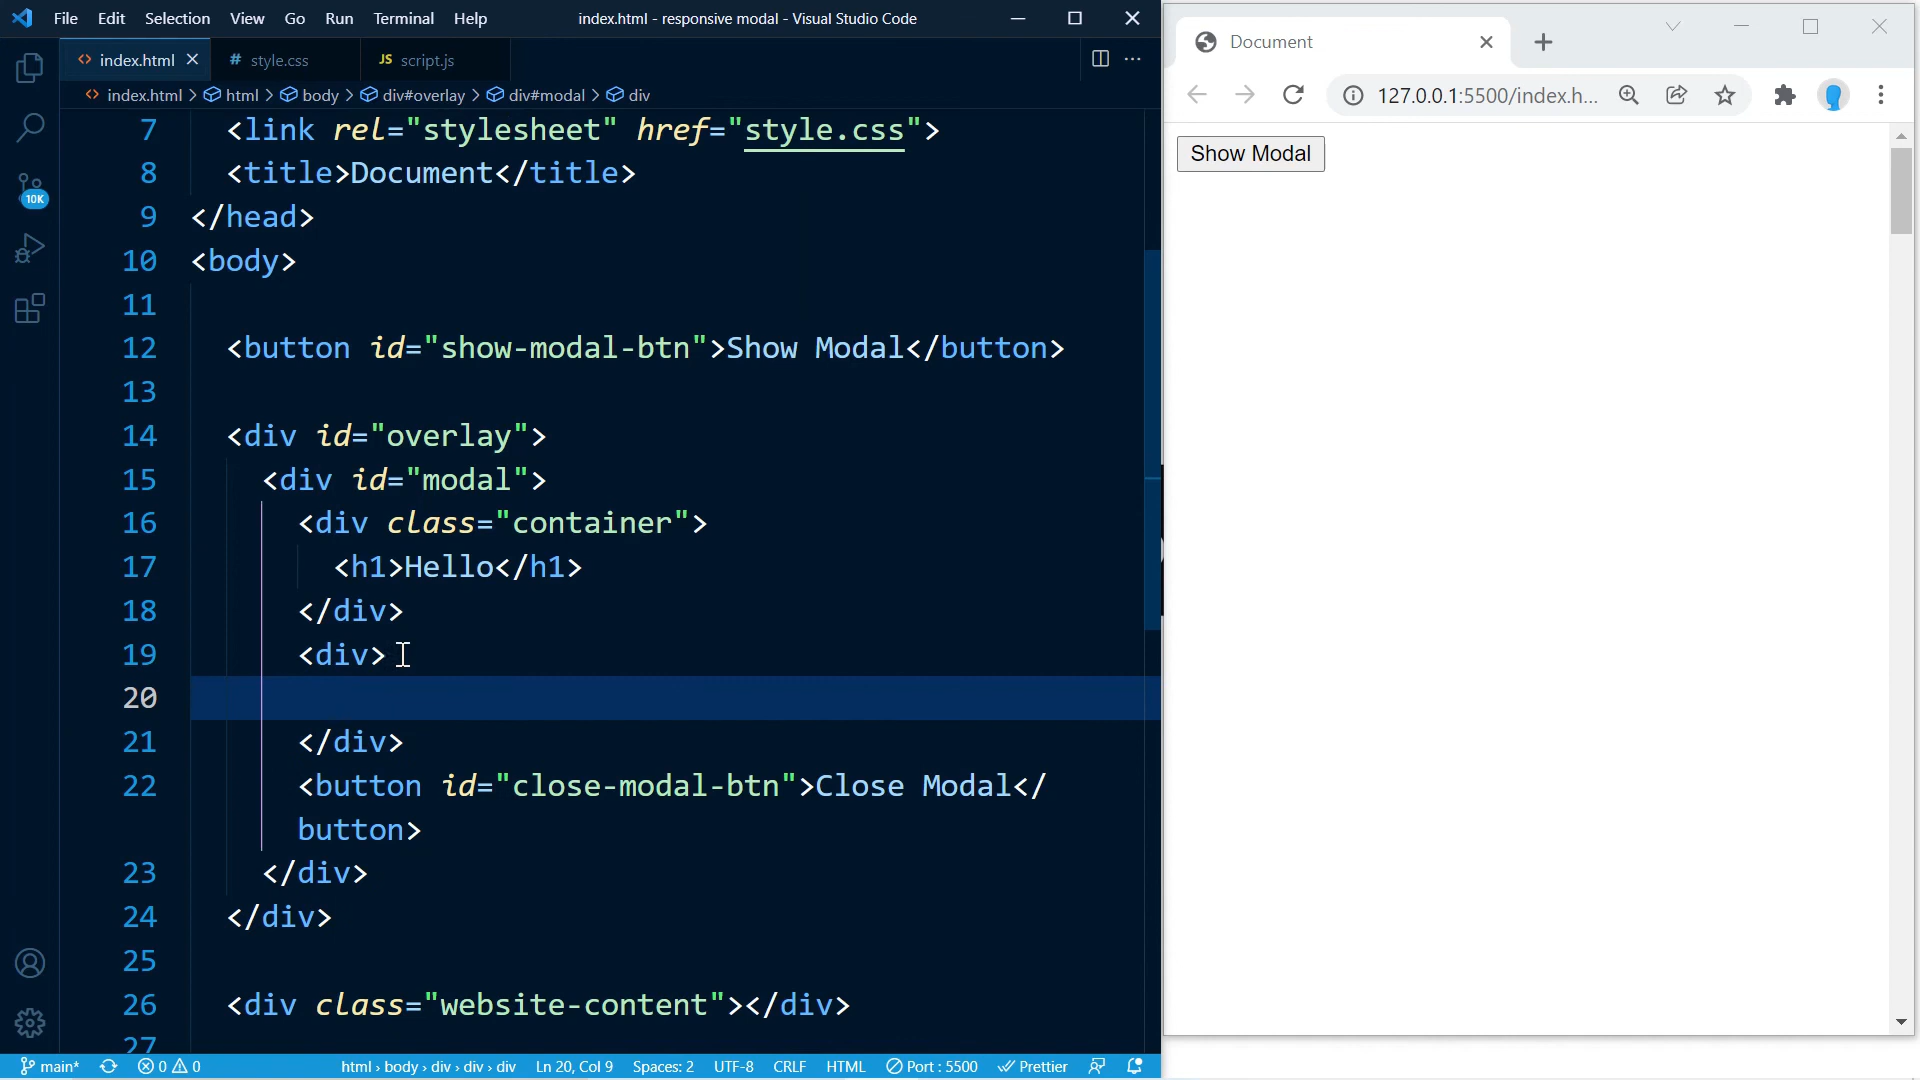 File Edit Selection View Go Run Terminal Help index.html - responsive modal - Visual Studio Code
index.html # style.css JS script.js
index.html > html > body > div#overlay > div#modal > div
7 <link rel="stylesheet" href="style.css">
8 <title>Document</title>
9 </head>
10 <body>
11
12 <button id="show-modal-btn">Show Modal</button>
13
14 <div id="overlay">
15 <div id="modal">
16 <div class="container">
17 <h1>Hello</h1>
18 </div>
19 <div>
20
21 </div>
22 <button id="close-modal-btn">Close Modal</
button>
23 </div>
24 </div>
25
26 <div class="website-content"></div>
27
10K
main* 0 0 html › body › div › div › div Ln 20, Col 9 Spaces: 2 UTF-8 CRLF HTML Port : 5500 Prettier
Document
127.0.0.1:5500/index.h...
Show Modal